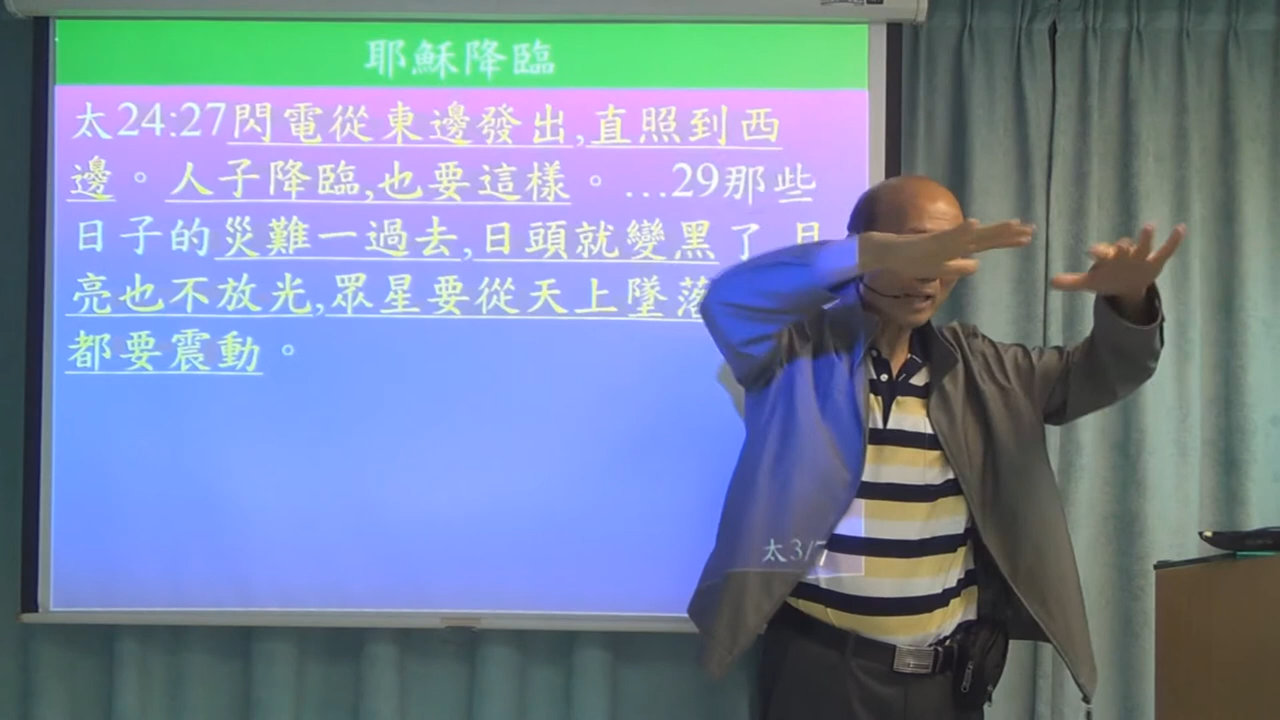 耶穌降臨
太24:27閃電從東邊發出,直照到西
邊。人子降臨,也要這樣。…29那些
日子的災難一過去,日頭就變黑了
亮也不放光,眾星要從天上墜落
都要震動。
太3/7